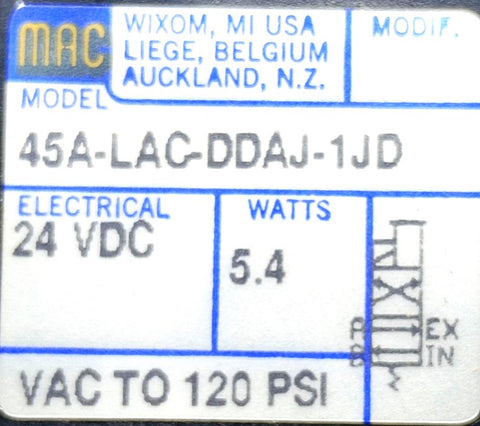 MAC
WIXOM, MI USA
LIEGE, BELGIUM
AUCKLAND, N.Z.
MODIF.
MODEL
45A-LAC-DDAJ-1JD
ELECTRICAL
24 VDC
WATTS
5.4
P EX
B IN
VAC TO 120 PSI